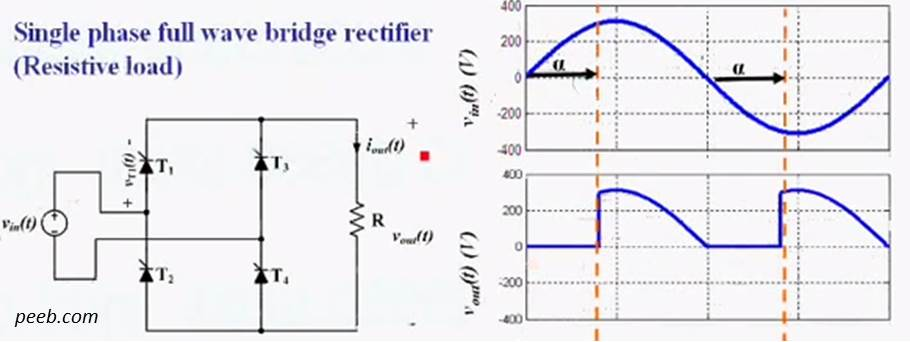 Single phase full wave bridge rectifier
(Resistive load)
+
iout(t)
vT1(t)
-
+
T1
T3
vin(t)
+
-
R
vout(t)
T2
T4
-
peeb.com
vin(t) (V)
400
200
0
-200
-400
α
α
vout(t) (V)
400
200
0
-200
-400